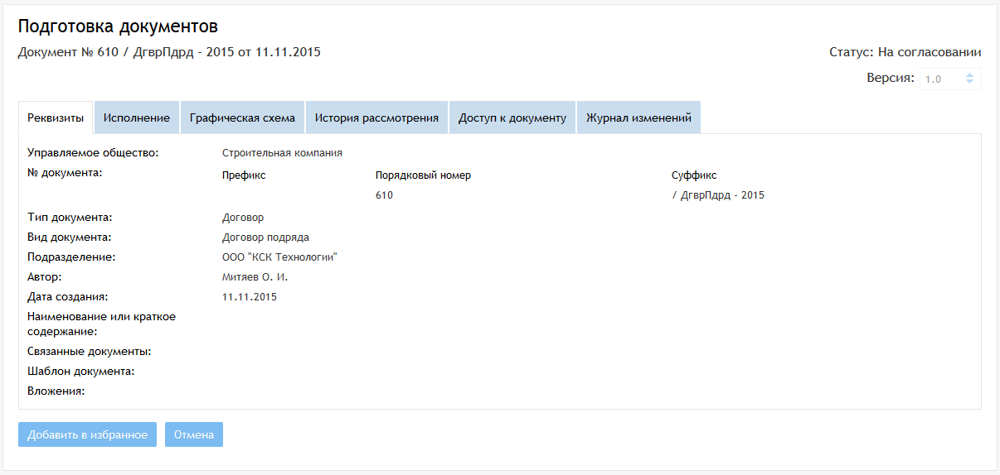 Подготовка документов
Документ № 610 / ДгврПдрд - 2015 от 11.11.2015
Статус: На согласовании
Версия: 1.0
Реквизиты Исполнение Графическая схема История рассмотрения Доступ к документу Журнал изменений
Управляемое общество: Строительная компания
№ документа: Префикс Порядковый номер Суффикс
610 / ДгврПдрд - 2015
Тип документа: Договор
Вид документа: Договор подряда
Подразделение: ООО "КСК Технологии"
Автор: Митяев О. И.
Дата создания: 11.11.2015
Наименование или краткое
содержание:
Связанные документы:
Шаблон документа:
Вложения:
Добавить в избранное Отмена